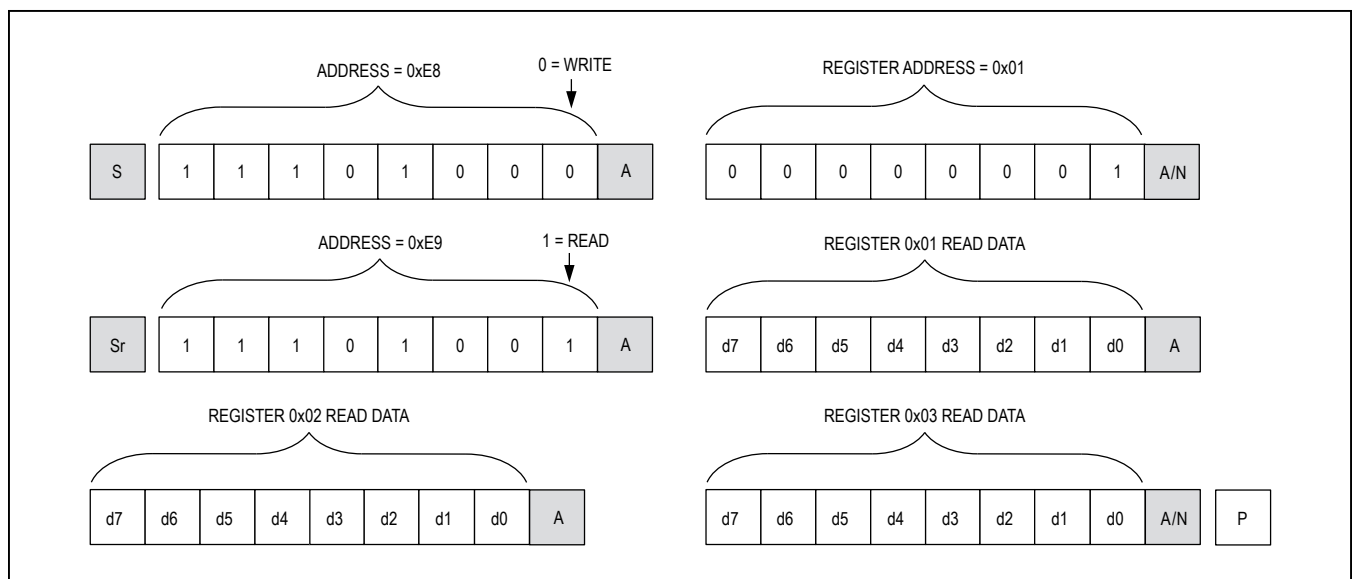 ADDRESS = 0xE8 0 = WRITE REGISTER ADDRESS = 0x01
S 1 1 1 0 1 0 0 0 A 0 0 0 0 0 0 0 1 A/N
ADDRESS = 0xE9 1 = READ REGISTER 0x01 READ DATA
Sr 1 1 1 0 1 0 0 1 A d7 d6 d5 d4 d3 d2 d1 d0 A
REGISTER 0x02 READ DATA REGISTER 0x03 READ DATA
d7 d6 d5 d4 d3 d2 d1 d0 A d7 d6 d5 d4 d3 d2 d1 d0 A/N P